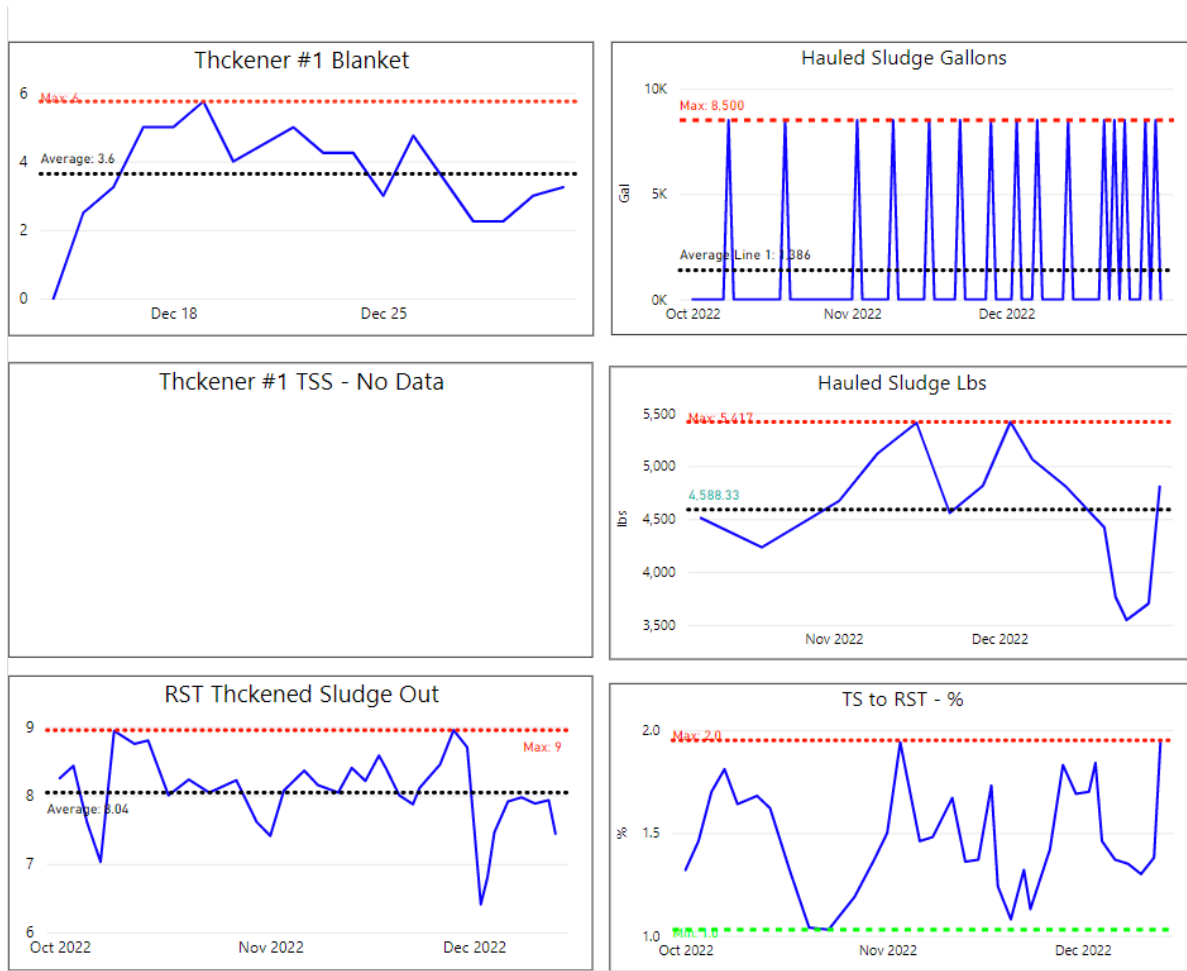 Thckener #1 Blanket
6
Max: 6
Average: 3.6
4
2
0
Dec 18
Dec 25
Hauled Sludge Gallons
10K
Max: 8,500
Gal
5K
Average Line 1: 1,386
0K
Oct 2022
Nov 2022
Dec 2022
Thckener #1 TSS - No Data
Hauled Sludge Lbs
5,500
Max: 5,417
5,000
4,588.33
lbs
4,500
4,000
3,500
Nov 2022
Dec 2022
RST Thckened Sludge Out
9
Max: 9
8
Average: 8.04
7
6
Oct 2022
Nov 2022
Dec 2022
TS to RST - %
2.0
Max: 2.0
%
1.5
1.0
Min: 1.0
Oct 2022
Nov 2022
Dec 2022